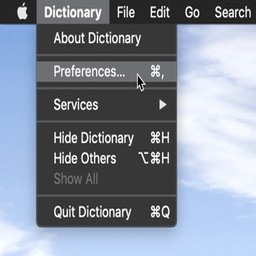 Dictionary File Edit Go Search
About Dictionary
Preferences... ⌘,
Services
Hide Dictionary ⌘H
Hide Others ⌥⌘H
Show All
Quit Dictionary ⌘Q